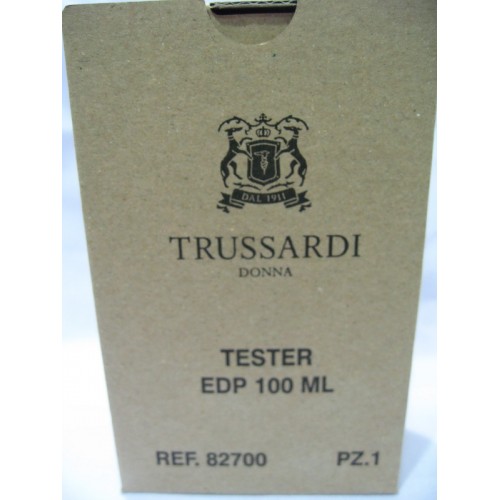 DAL 1911
TRUSSARDI
DONNA
TESTER
EDP 100 ML
REF. 82700 PZ.1